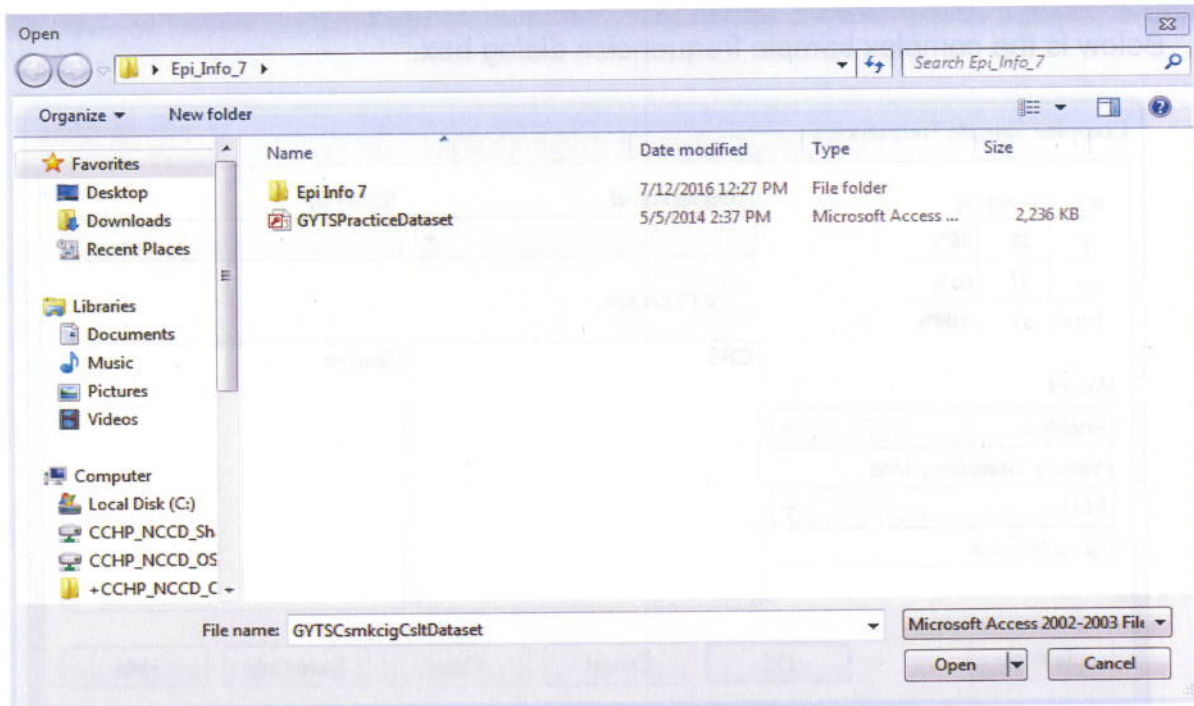 Open
Epi_Info_7
Search Epi_Info_7
Organize
New folder
Name
Date modified
Type
Size
Favorites
Desktop
Downloads
Recent Places
Libraries
Documents
Music
Pictures
Videos
Computer
Local Disk (C:)
CCHP_NCCD_Sh
CCHP_NCCD_OS
+CCHP_NCCD_C
Epi Info 7 7/12/2016 12:27 PM File folder
GYTSPracticeDataset 5/5/2014 2:37 PM Microsoft Access ... 2,236 KB
File name: GYTSCsmkcigCsltDataset
Microsoft Access 2002-2003 File
Open
Cancel